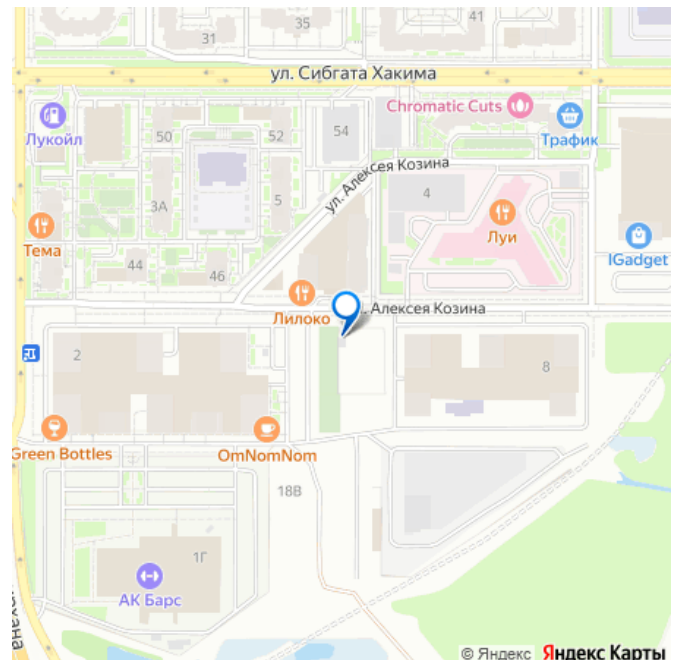 35
41
31
ул. Сибгата Хакима
Chromatic Cuts
Лукойл
50
52
54
Трафик
ул. Алексея Козина
3А
5
4
Тема
Луи
IGadget
44
46
Лилоко
. Алексея Козина
2
8
Green Bottles
OmNomNom
18В
1Г
АК Барс
© Яндекс Яндекс Карты